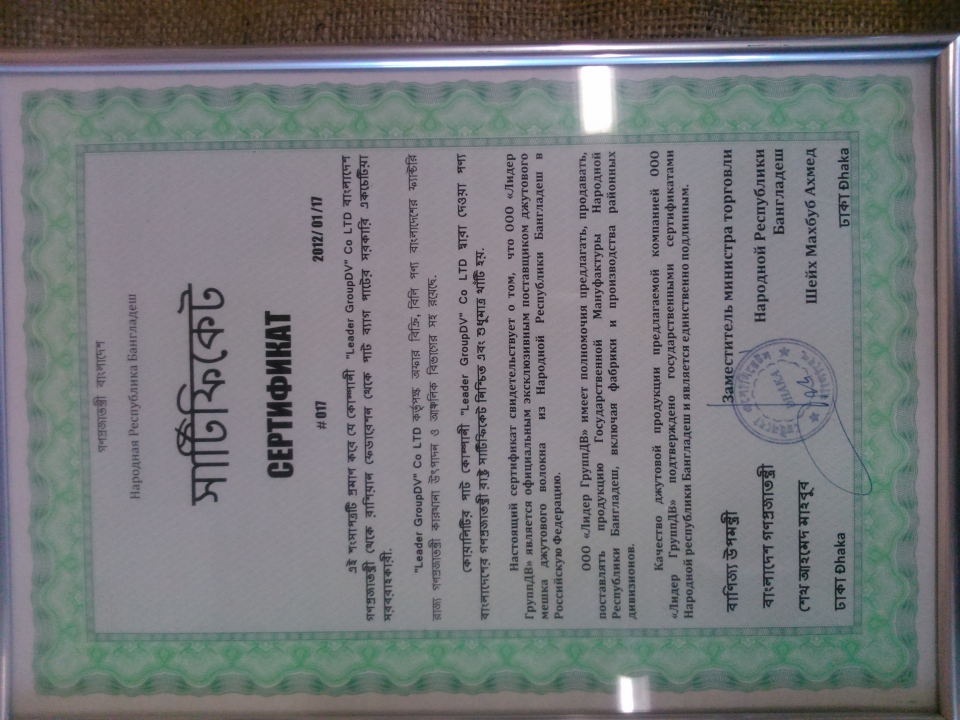 গণপ্রজাতন্ত্রী বাংলাদেশ
Народная Республика Бангладеш
সার্টিফিকেট
СЕРТИФИКАТ
#017
2012/01/17
এই শংসাপত্রটি প্রমাণ করে যে কোম্পানী "Leader GroupDV" Co LTD বাংলাদেশ
গণপ্রজাতন্ত্রী থেকে রাশিয়ান ফেডারেশন থেকে পাট ব্যাগ পাটের সরকারি একচেটিয়া
সরবরাহকারী.
"Leader GroupDV" Co LTD কর্তৃপক্ষ অফার বিক্রি, বিলি পণ্য বাংলাদেশের ফ্যাক্টরি
রাজ্য গণপ্রজাতন্ত্রী কারখানা উৎপাদন ও আঞ্চলিক বিভাগের সহ রয়েছে.
কোয়ালিটির পাট কোম্পানী "Leader GroupDV" Co LTD দ্বারা দেওয়া পণ্য
বাংলাদেশের গণপ্রজাতন্ত্রী রাষ্ট্র সার্টিফিকেট নিশ্চিত এবং শুধুমাত্র খাঁটি হয়.
Настоящий сертификат свидетельствует о том, что ООО «Лидер
ГруппДВ» является официальным эксклюзивным поставщиком джутового
мешка джутового волокна из Народной Республики Бангладеш в
Российскую Федерацию.
ООО «Лидер ГруппДВ» имеет полномочия предлагать, продавать,
поставлять продукцию Государственной Мануфактуры Народной
Республики Бангладеш, включая фабрики и производства районных
дивизионов.
Качество джутовой продукции предлагаемой компанией ООО
«Лидер ГруппДВ» подтверждено государственными сертификатами
Народной республики Бангладеш и является единственно подлинным.
বাণিজ্য উপমন্ত্রী
Заместитель министра торговли
বাংলাদেশ গণপ্রজাতন্ত্রী
Народной Республики
Бангладеш
শেখ আহমেদ মাহবুব
Шейх Махбуб Ахмед
ঢাকা Đhaka
ঢাকা Đhaka
DHAKA